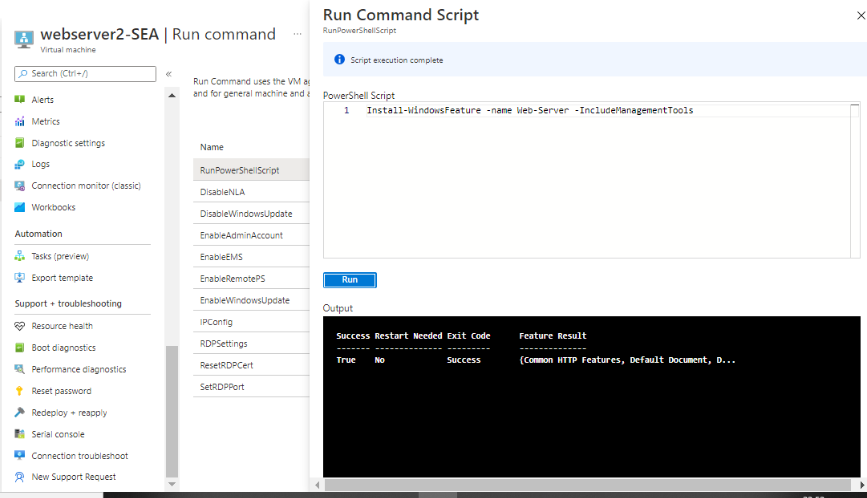 webserver2-SEA | Run command ...
Virtual machine
Search (Ctrl+/)
«
Alerts
Metrics
Diagnostic settings
Logs
Connection monitor (classic)
Workbooks
Automation
Tasks (preview)
Export template
Support + troubleshooting
Resource health
Boot diagnostics
Performance diagnostics
Reset password
Redeploy + reapply
Serial console
Connection troubleshoot
New Support Request
Run Command uses the VM ag
and for general machine and a
Name
RunPowerShellScript
DisableNLA
DisableWindowsUpdate
EnableAdminAccount
EnableEMS
EnableRemotePS
EnableWindowsUpdate
IPConfig
RDPSettings
ResetRDPCert
SetRDPPort
Run Command Script
RunPowerShellScript
Script execution complete
PowerShell Script
1 Install-WindowsFeature -name Web-Server -IncludeManagementTools
Run
Output
Success Restart Needed Exit Code Feature Result
------- -------------- --------- --------------
True No Success {Common HTTP Features, Default Document, D...